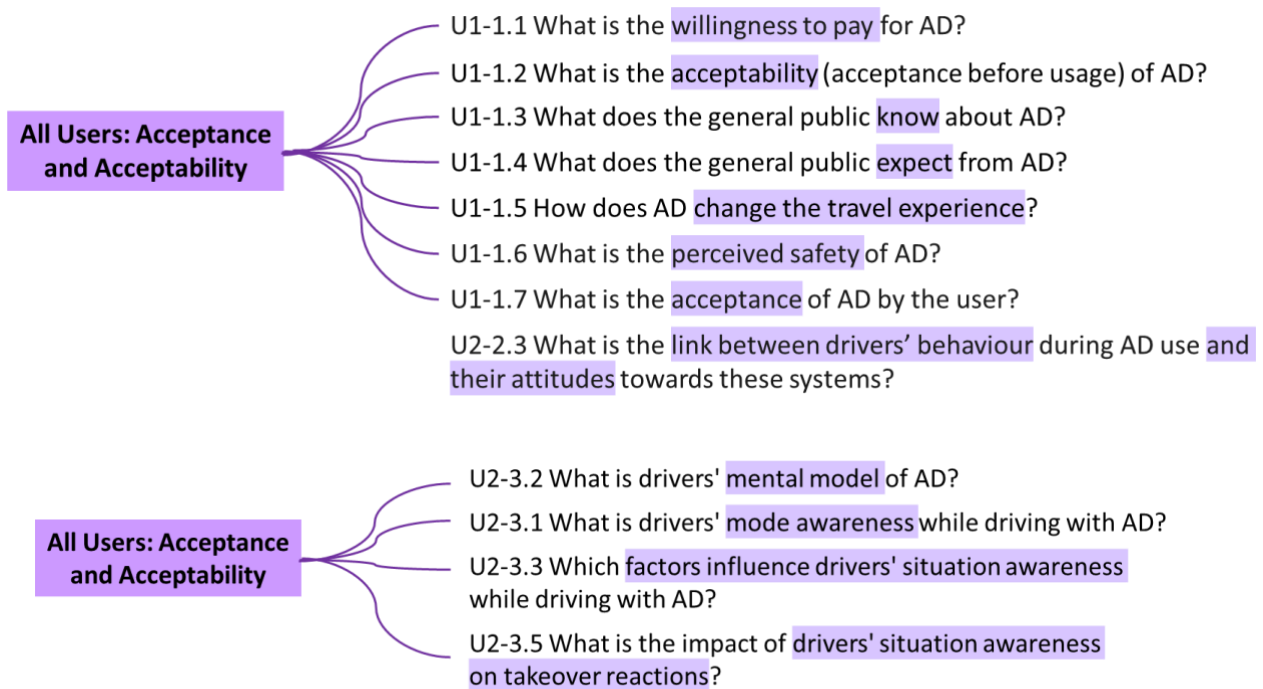 All Users: Acceptance
and Acceptability
U1-1.1 What is the willingness to pay for AD?
U1-1.2 What is the acceptability (acceptance before usage) of AD?
U1-1.3 What does the general public know about AD?
U1-1.4 What does the general public expect from AD?
U1-1.5 How does AD change the travel experience?
U1-1.6 What is the perceived safety of AD?
U1-1.7 What is the acceptance of AD by the user?
U2-2.3 What is the link between drivers’ behaviour during AD use and
their attitudes towards these systems?
All Users: Acceptance
and Acceptability
U2-3.2 What is drivers' mental model of AD?
U2-3.1 What is drivers' mode awareness while driving with AD?
U2-3.3 Which factors influence drivers' situation awareness
while driving with AD?
U2-3.5 What is the impact of drivers' situation awareness
on takeover reactions?